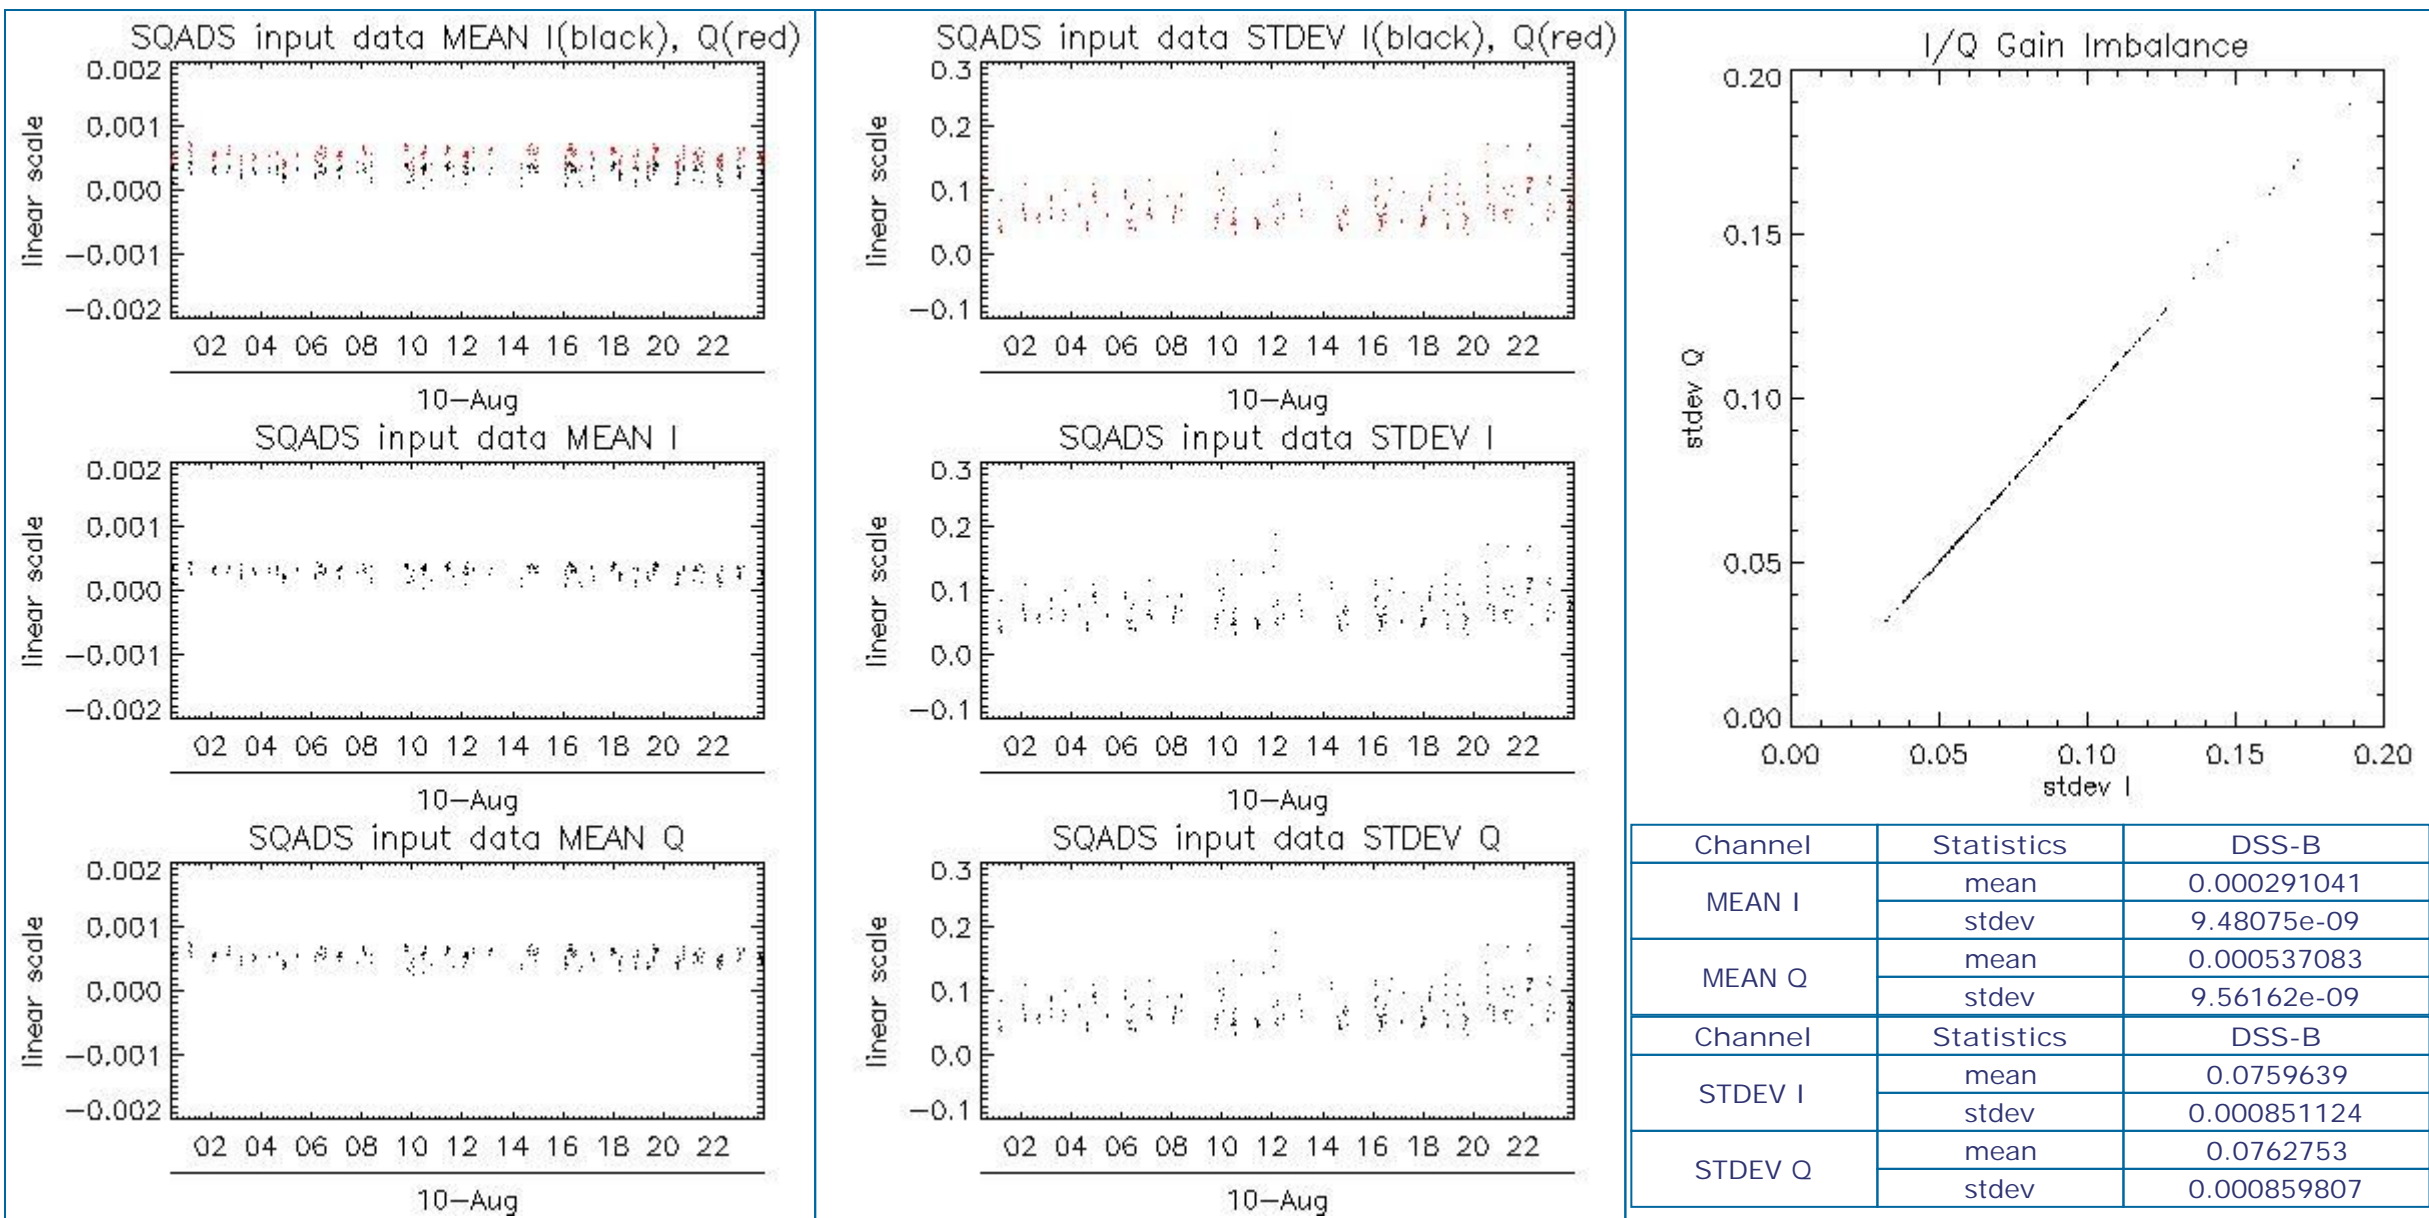 SQADS input data MEAN I(black), Q(red)
0.002
0.001
0.000
-0.001
-0.002
linear scale
02 04 06 08 10 12 14 16 18 20 22
10-Aug
SQADS input data MEAN I
0.002
0.001
0.000
-0.001
-0.002
linear scale
02 04 06 08 10 12 14 16 18 20 22
10-Aug
SQADS input data MEAN Q
0.002
0.001
0.000
-0.001
-0.002
linear scale
02 04 06 08 10 12 14 16 18 20 22
10-Aug
SQADS input data STDEV I(black), Q(red)
0.3
0.2
0.1
0.0
-0.1
linear scale
02 04 06 08 10 12 14 16 18 20 22
10-Aug
SQADS input data STDEV I
0.3
0.2
0.1
0.0
-0.1
linear scale
02 04 06 08 10 12 14 16 18 20 22
10-Aug
SQADS input data STDEV Q
0.3
0.2
0.1
0.0
-0.1
linear scale
02 04 06 08 10 12 14 16 18 20 22
10-Aug
I/Q Gain Imbalance
0.20
0.15
0.10
0.05
0.00
stdev Q
0.00 0.05 0.10 0.15 0.20
stdev I
Channel Statistics DSS-B
MEAN I mean 0.000291041
stdev 9.48075e-09
MEAN Q mean 0.000537083
stdev 9.56162e-09
Channel Statistics DSS-B
STDEV I mean 0.0759639
stdev 0.000851124
STDEV Q mean 0.0762753
stdev 0.000859807